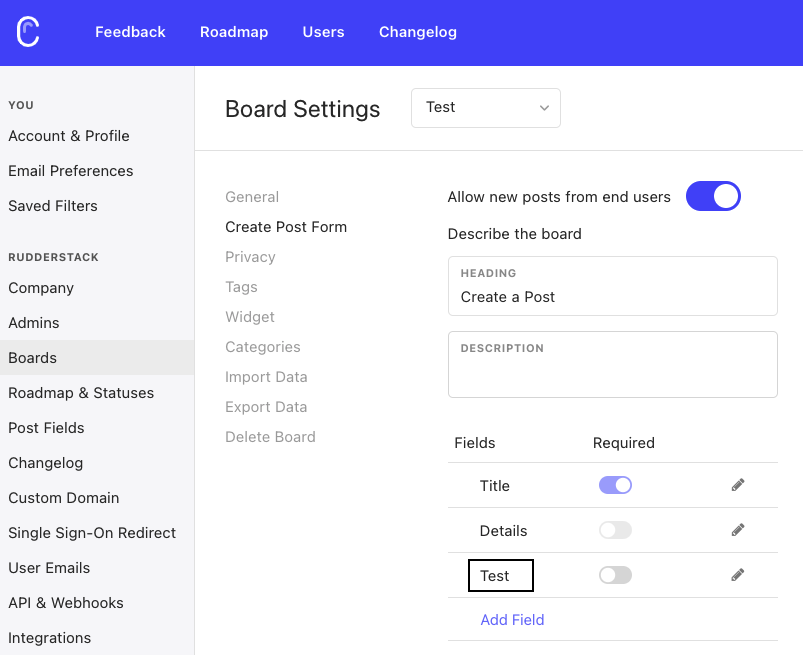 Feedback Roadmap Users Changelog
YOU
Account & Profile
Email Preferences
Saved Filters
RUDDERSTACK
Company
Admins
Boards
Roadmap & Statuses
Post Fields
Changelog
Custom Domain
Single Sign-On Redirect
User Emails
API & Webhooks
Integrations
Board Settings Test
General
Create Post Form
Privacy
Tags
Widget
Categories
Import Data
Export Data
Delete Board
Allow new posts from end users
Describe the board
HEADING
Create a Post
DESCRIPTION
Fields Required
Title
Details
Test
Add Field